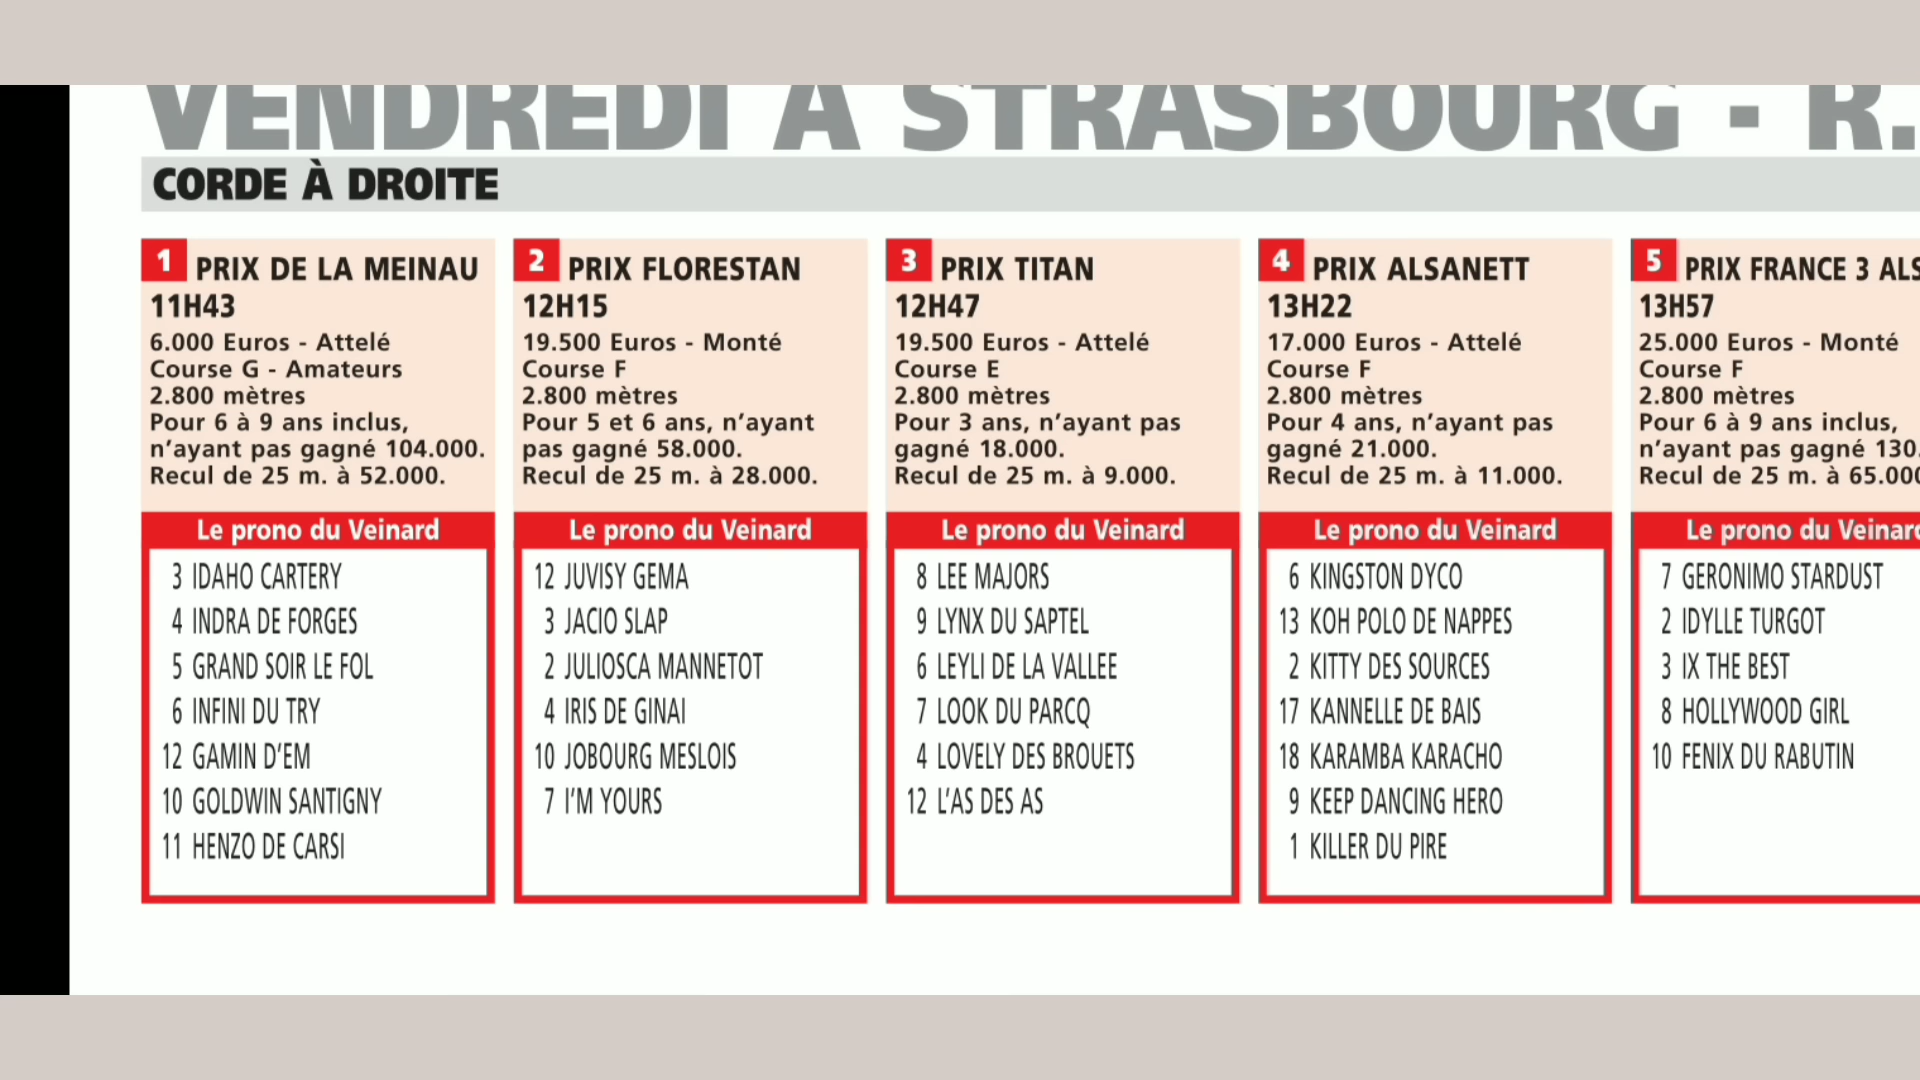 VENDREDI À STRASBOURG - R.
CORDE À DROITE
1 PRIX DE LA MEINAU
11H43
6.000 Euros - Attelé
Course G - Amateurs
2.800 mètres
Pour 6 à 9 ans inclus,
n'ayant pas gagné 104.000.
Recul de 25 m. à 52.000.
Le prono du Veinard
3 IDAHO CARTERY
4 INDRA DE FORGES
5 GRAND SOIR LE FOL
6 INFINI DU TRY
12 GAMIN D'EM
10 GOLDWIN SANTIGNY
11 HENZO DE CARSI
2 PRIX FLORESTAN
12H15
19.500 Euros - Monté
Course F
2.800 mètres
Pour 5 et 6 ans, n'ayant
pas gagné 58.000.
Recul de 25 m. à 28.000.
Le prono du Veinard
12 JUVISY GEMA
3 JACIO SLAP
2 JULIOSCA MANNETOT
4 IRIS DE GINAI
10 JOBOURG MESLOIS
7 I'M YOURS
3 PRIX TITAN
12H47
19.500 Euros - Attelé
Course E
2.800 mètres
Pour 3 ans, n'ayant pas
gagné 18.000.
Recul de 25 m. à 9.000.
Le prono du Veinard
8 LEE MAJORS
9 LYNX DU SAPTEL
6 LEYLI DE LA VALLEE
7 LOOK DU PARCQ
4 LOVELY DES BROUETS
12 L'AS DES AS
4 PRIX ALSANETT
13H22
17.000 Euros - Attelé
Course F
2.800 mètres
Pour 4 ans, n'ayant pas
gagné 21.000.
Recul de 25 m. à 11.000.
Le prono du Veinard
6 KINGSTON DYCO
13 KOH POLO DE NAPPES
2 KITTY DES SOURCES
17 KANNELLE DE BAIS
18 KARAMBA KARACHO
9 KEEP DANCING HERO
1 KILLER DU PIRE
5 PRIX FRANCE 3 ALS
13H57
25.000 Euros - Monté
Course F
2.800 mètres
Pour 6 à 9 ans inclus,
n'ayant pas gagné 130.
Recul de 25 m. à 65.000
Le prono du Veinard
7 GERONIMO STARDUST
2 IDYLLE TURGOT
3 IX THE BEST
8 HOLLYWOOD GIRL
10 FENIX DU RABUTIN